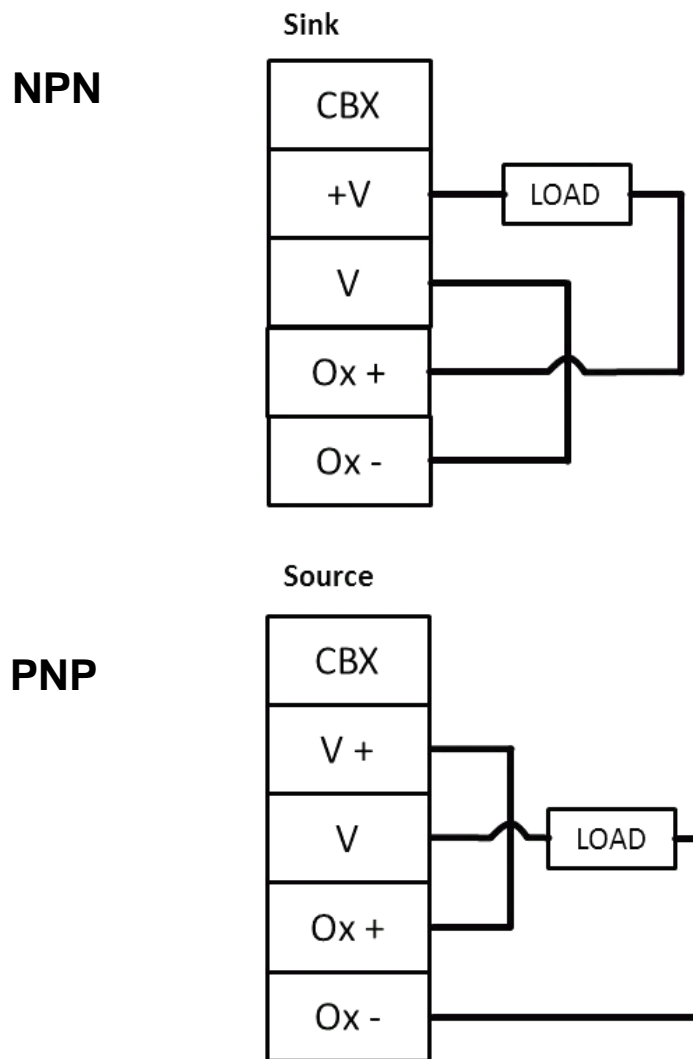 Sink
NPN
CBX
+V
LOAD
V
Ox +
Ox -
Source
PNP
CBX
V +
V
LOAD
Ox +
Ox -